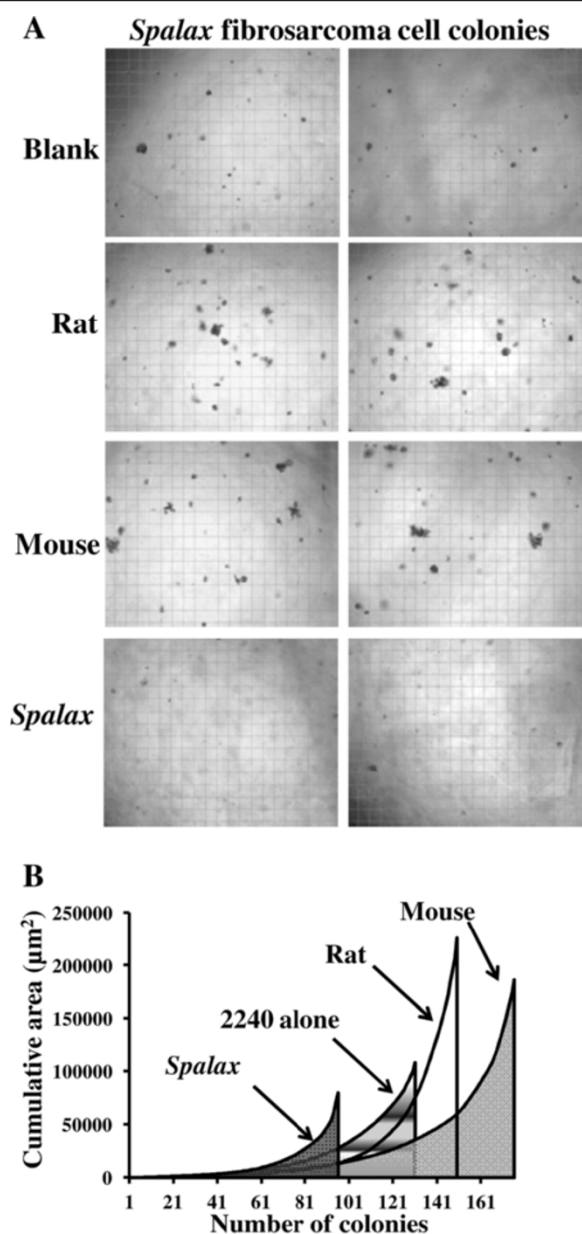 A
Spalax fibrosarcoma cell colonies
Blank
Rat
Mouse
Spalax
B
Cumulative area (μm²)
250000
200000
150000
100000
50000
0
Mouse
Rat
2240 alone
Spalax
1 21 41 61 81 101 121 141 161
Number of colonies